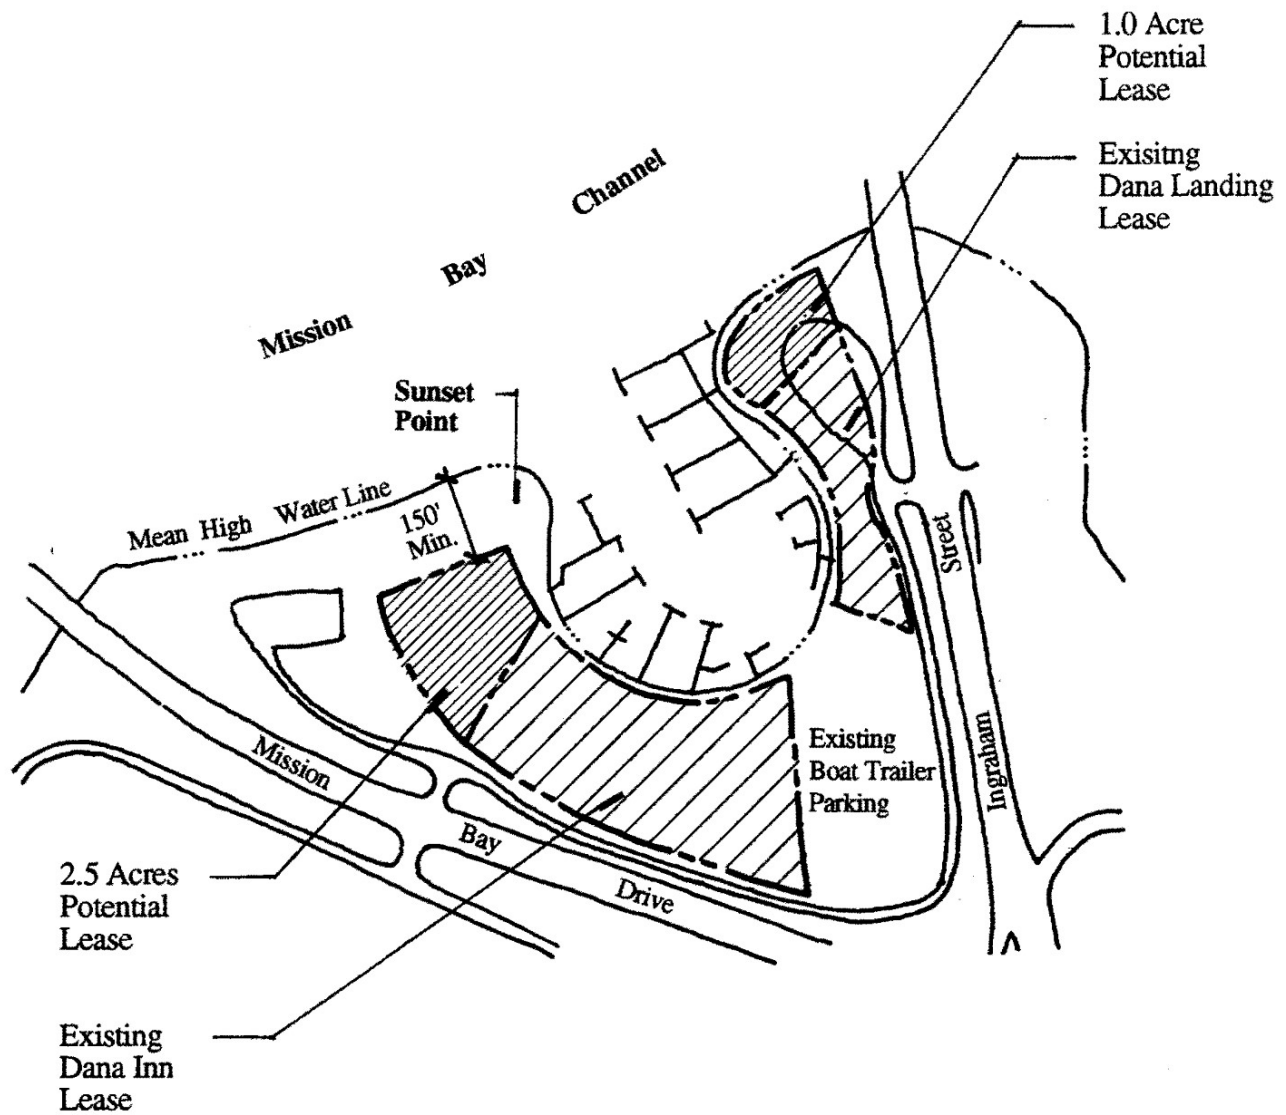 1.0 Acre
Potential
Lease
Exisitng
Dana Landing
Lease
Mission Bay Channel
Sunset
Point
Mean High Water Line
150'
Min.
Street
Ingraham
Existing
Boat Trailer
Parking
Mission Bay Drive
2.5 Acres
Potential
Lease
Existing
Dana Inn
Lease